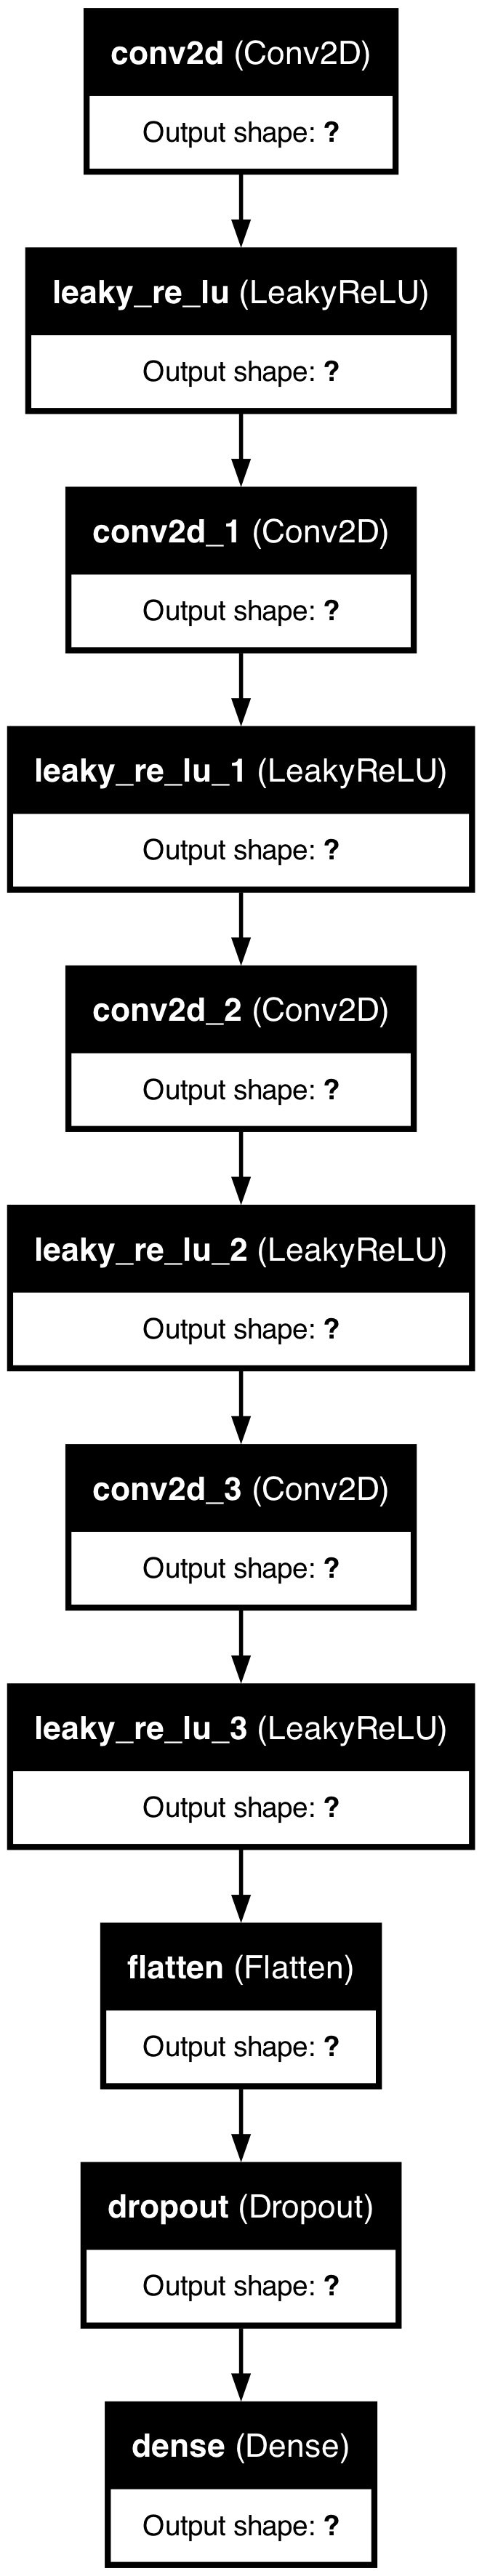 conv2d (Conv2D)
Output shape: ?
leaky_re_lu (LeakyReLU)
Output shape: ?
conv2d_1 (Conv2D)
Output shape: ?
leaky_re_lu_1 (LeakyReLU)
Output shape: ?
conv2d_2 (Conv2D)
Output shape: ?
leaky_re_lu_2 (LeakyReLU)
Output shape: ?
conv2d_3 (Conv2D)
Output shape: ?
leaky_re_lu_3 (LeakyReLU)
Output shape: ?
flatten (Flatten)
Output shape: ?
dropout (Dropout)
Output shape: ?
dense (Dense)
Output shape: ?